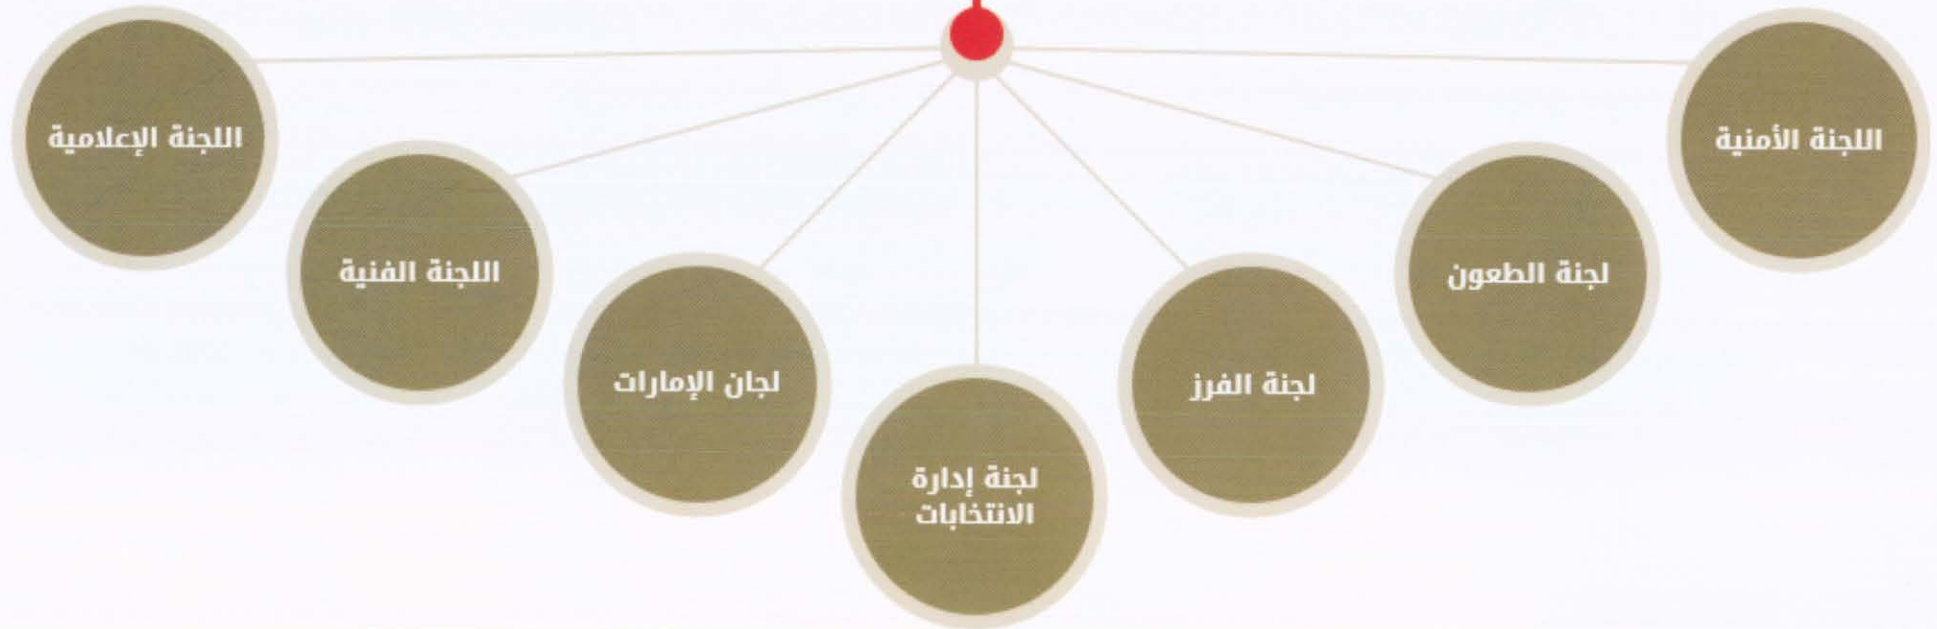 اللجنة الأمنية
لجنة الطعون
لجنة الفرز
لجنة إدارة
الانتخابات
لجان الإمارات
اللجنة الفنية
اللجنة الإعلامية